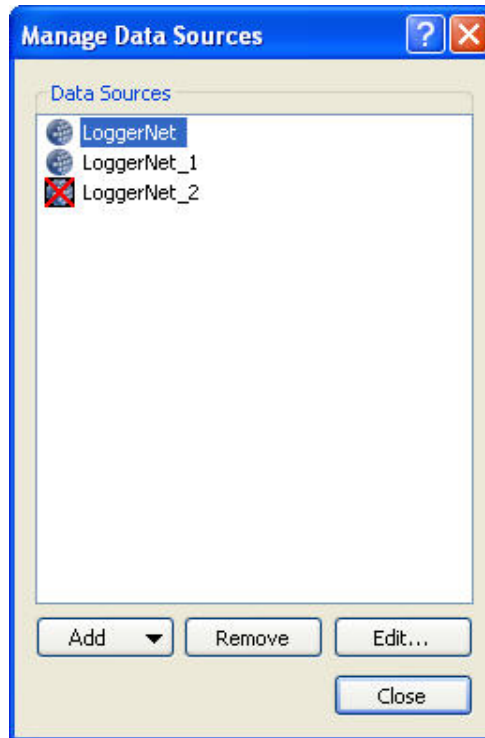 Manage Data Sources
Data Sources
LoggerNet
LoggerNet_1
LoggerNet_2
Add Remove Edit...
Close